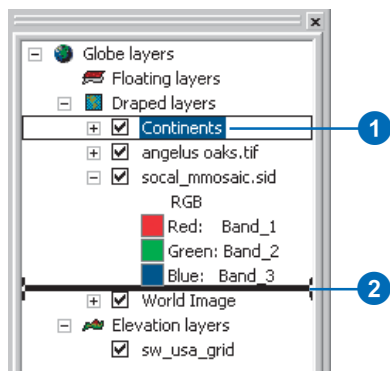 Globe layers
Floating layers
Draped layers
Continents
1
angelus oaks.tif
socal_mmosaic.sid
RGB
Red: Band_1
Green: Band_2
Blue: Band_3
2
World Image
Elevation layers
sw_usa_grid